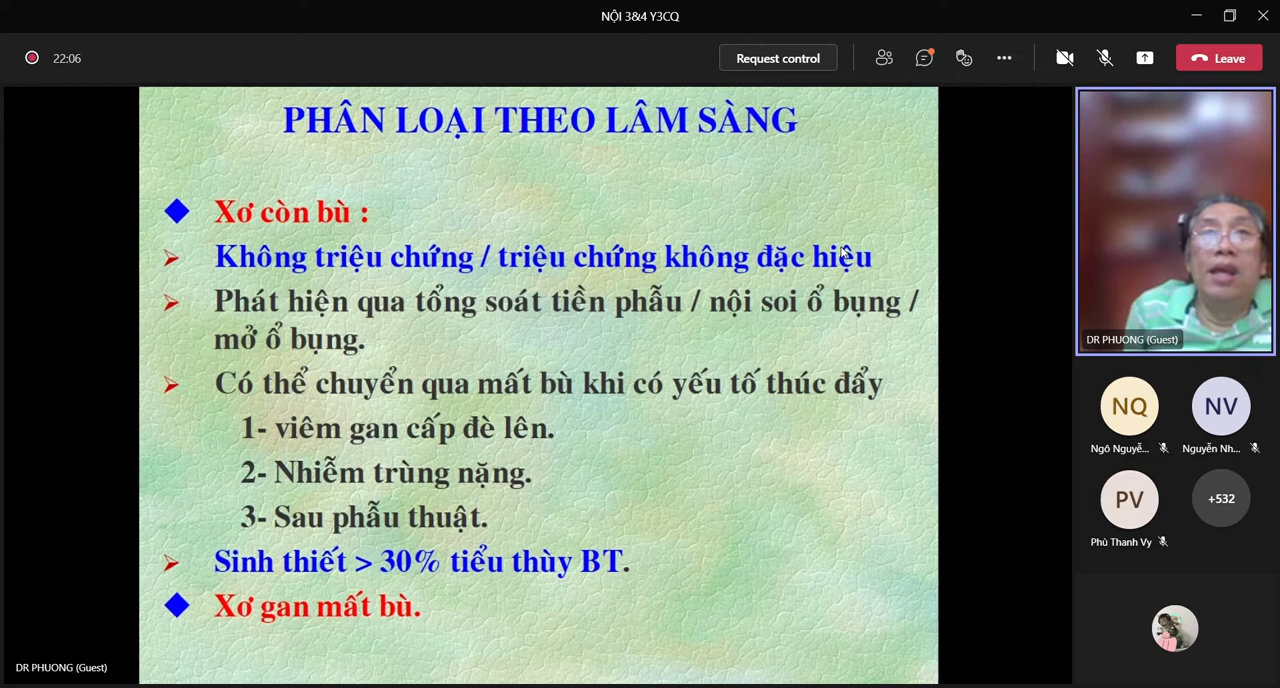 NỘI 3&4 Y3CQ
22:06
Request control
Leave
PHÂN LOẠI THEO LÂM SÀNG
Xơ còn bù :
Không triệu chứng / triệu chứng không đặc hiệu
Phát hiện qua tổng soát tiền phẫu / nội soi ổ bụng /
mở ổ bụng.
Có thể chuyển qua mất bù khi có yếu tố thúc đẩy
1- viêm gan cấp đè lên.
2- Nhiễm trùng nặng.
3- Sau phẫu thuật.
Sinh thiết > 30% tiểu thùy BT.
Xơ gan mất bù.
DR PHUONG (Guest)
DR PHUONG (Guest)
NQ
NV
Ngô Nguyễ...
Nguyễn Nh...
PV
+532
Phù Thanh Vy